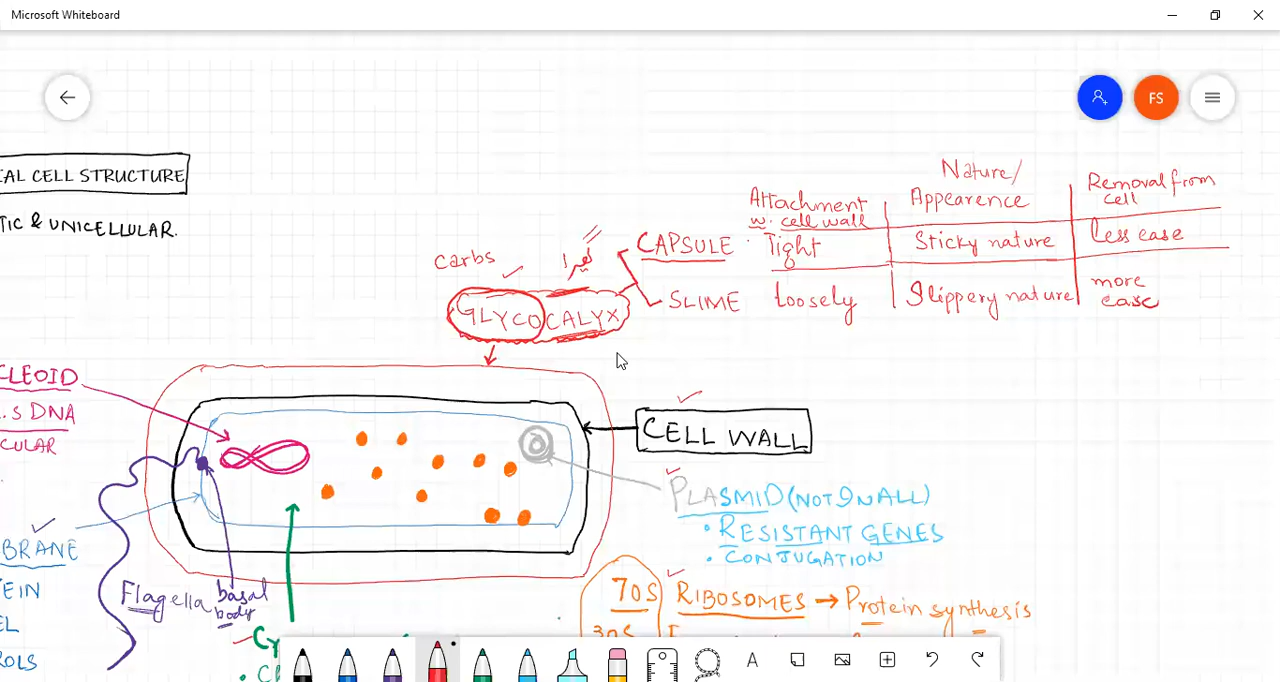 Microsoft Whiteboard
FS
CAL CELL STRUCTURE
TIC & UNICELLULAR.
Attachment
w. cell wall
Nature/
Appearence
Removal from
cell
CAPSULE
Tight
Sticky nature
less ease
SLIME
loosely
Slippery nature
more
ease
carbs
GLYCOCALYX
CELL WALL
CLEOID
.S DNA
CULAR
PLASMID (NOT IN ALL)
• RESISTANT GENES
• CONJUGATION
BRANE
TEIN
EL
ROLS
Flagella
basal
body
70S
RIBOSOMES → Protein synthesis
30S
A